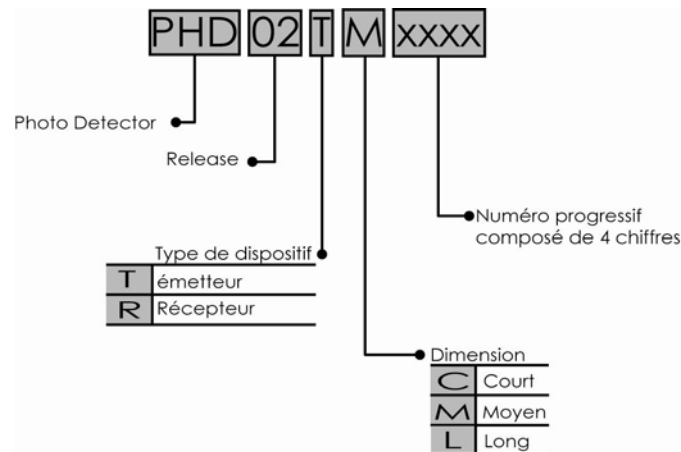 PHD 02 T M xxxx
Photo Detector
Release
Numéro progressif
composé de 4 chiffres
Type de dispositif
T émetteur
R Récepteur
Dimension
C Court
M Moyen
L Long